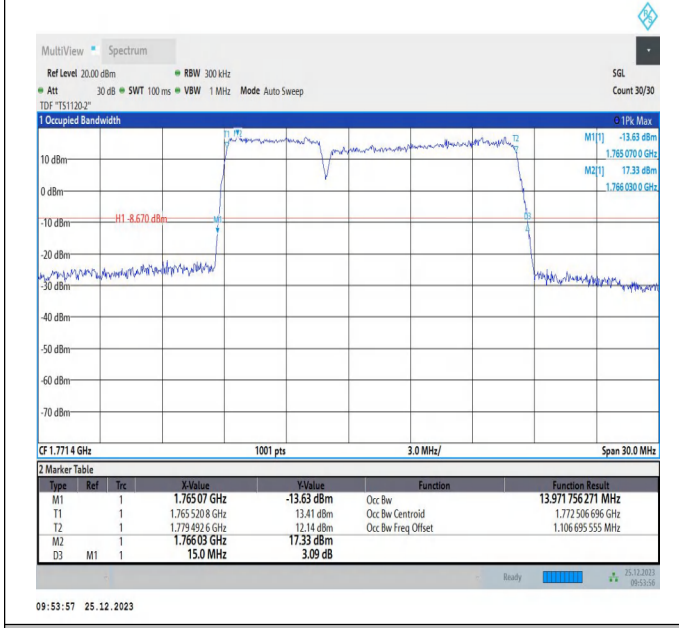 R S
MultiView Spectrum
Ref Level 20.00 dBm RBW 300 kHz SGL
Att 30 dB SWT 100 ms VBW 1 MHz Mode Auto Sweep Count 30/30
TDF "TS1120-2"
1 Occupied Bandwidth 1Pk Max
M1[1] -13.63 dBm
1.765 070 0 GHz
M2[1] 17.33 dBm
1.766 030 0 GHz
T1 T2
10 dBm
0 dBm
H1 -8.670 dBm M1 D3
-10 dBm
-20 dBm
-30 dBm
-40 dBm
-50 dBm
-60 dBm
-70 dBm
CF 1.771 4 GHz 1001 pts 3.0 MHz/ Span 30.0 MHz
2 Marker Table
Type Ref Trc X-Value Y-Value Function Function Result
M1 1 1.765 07 GHz -13.63 dBm Occ Bw 13.971 756 271 MHz
T1 1 1.765 520 8 GHz 13.41 dBm Occ Bw Centroid 1.772 506 696 GHz
T2 1 1.779 492 6 GHz 12.14 dBm Occ Bw Freq Offset 1.106 695 555 MHz
M2 1 1.766 03 GHz 17.33 dBm
D3 M1 1 15.0 MHz 3.09 dB
Ready 25.12.2023
09:53:56
09:53:57 25.12.2023